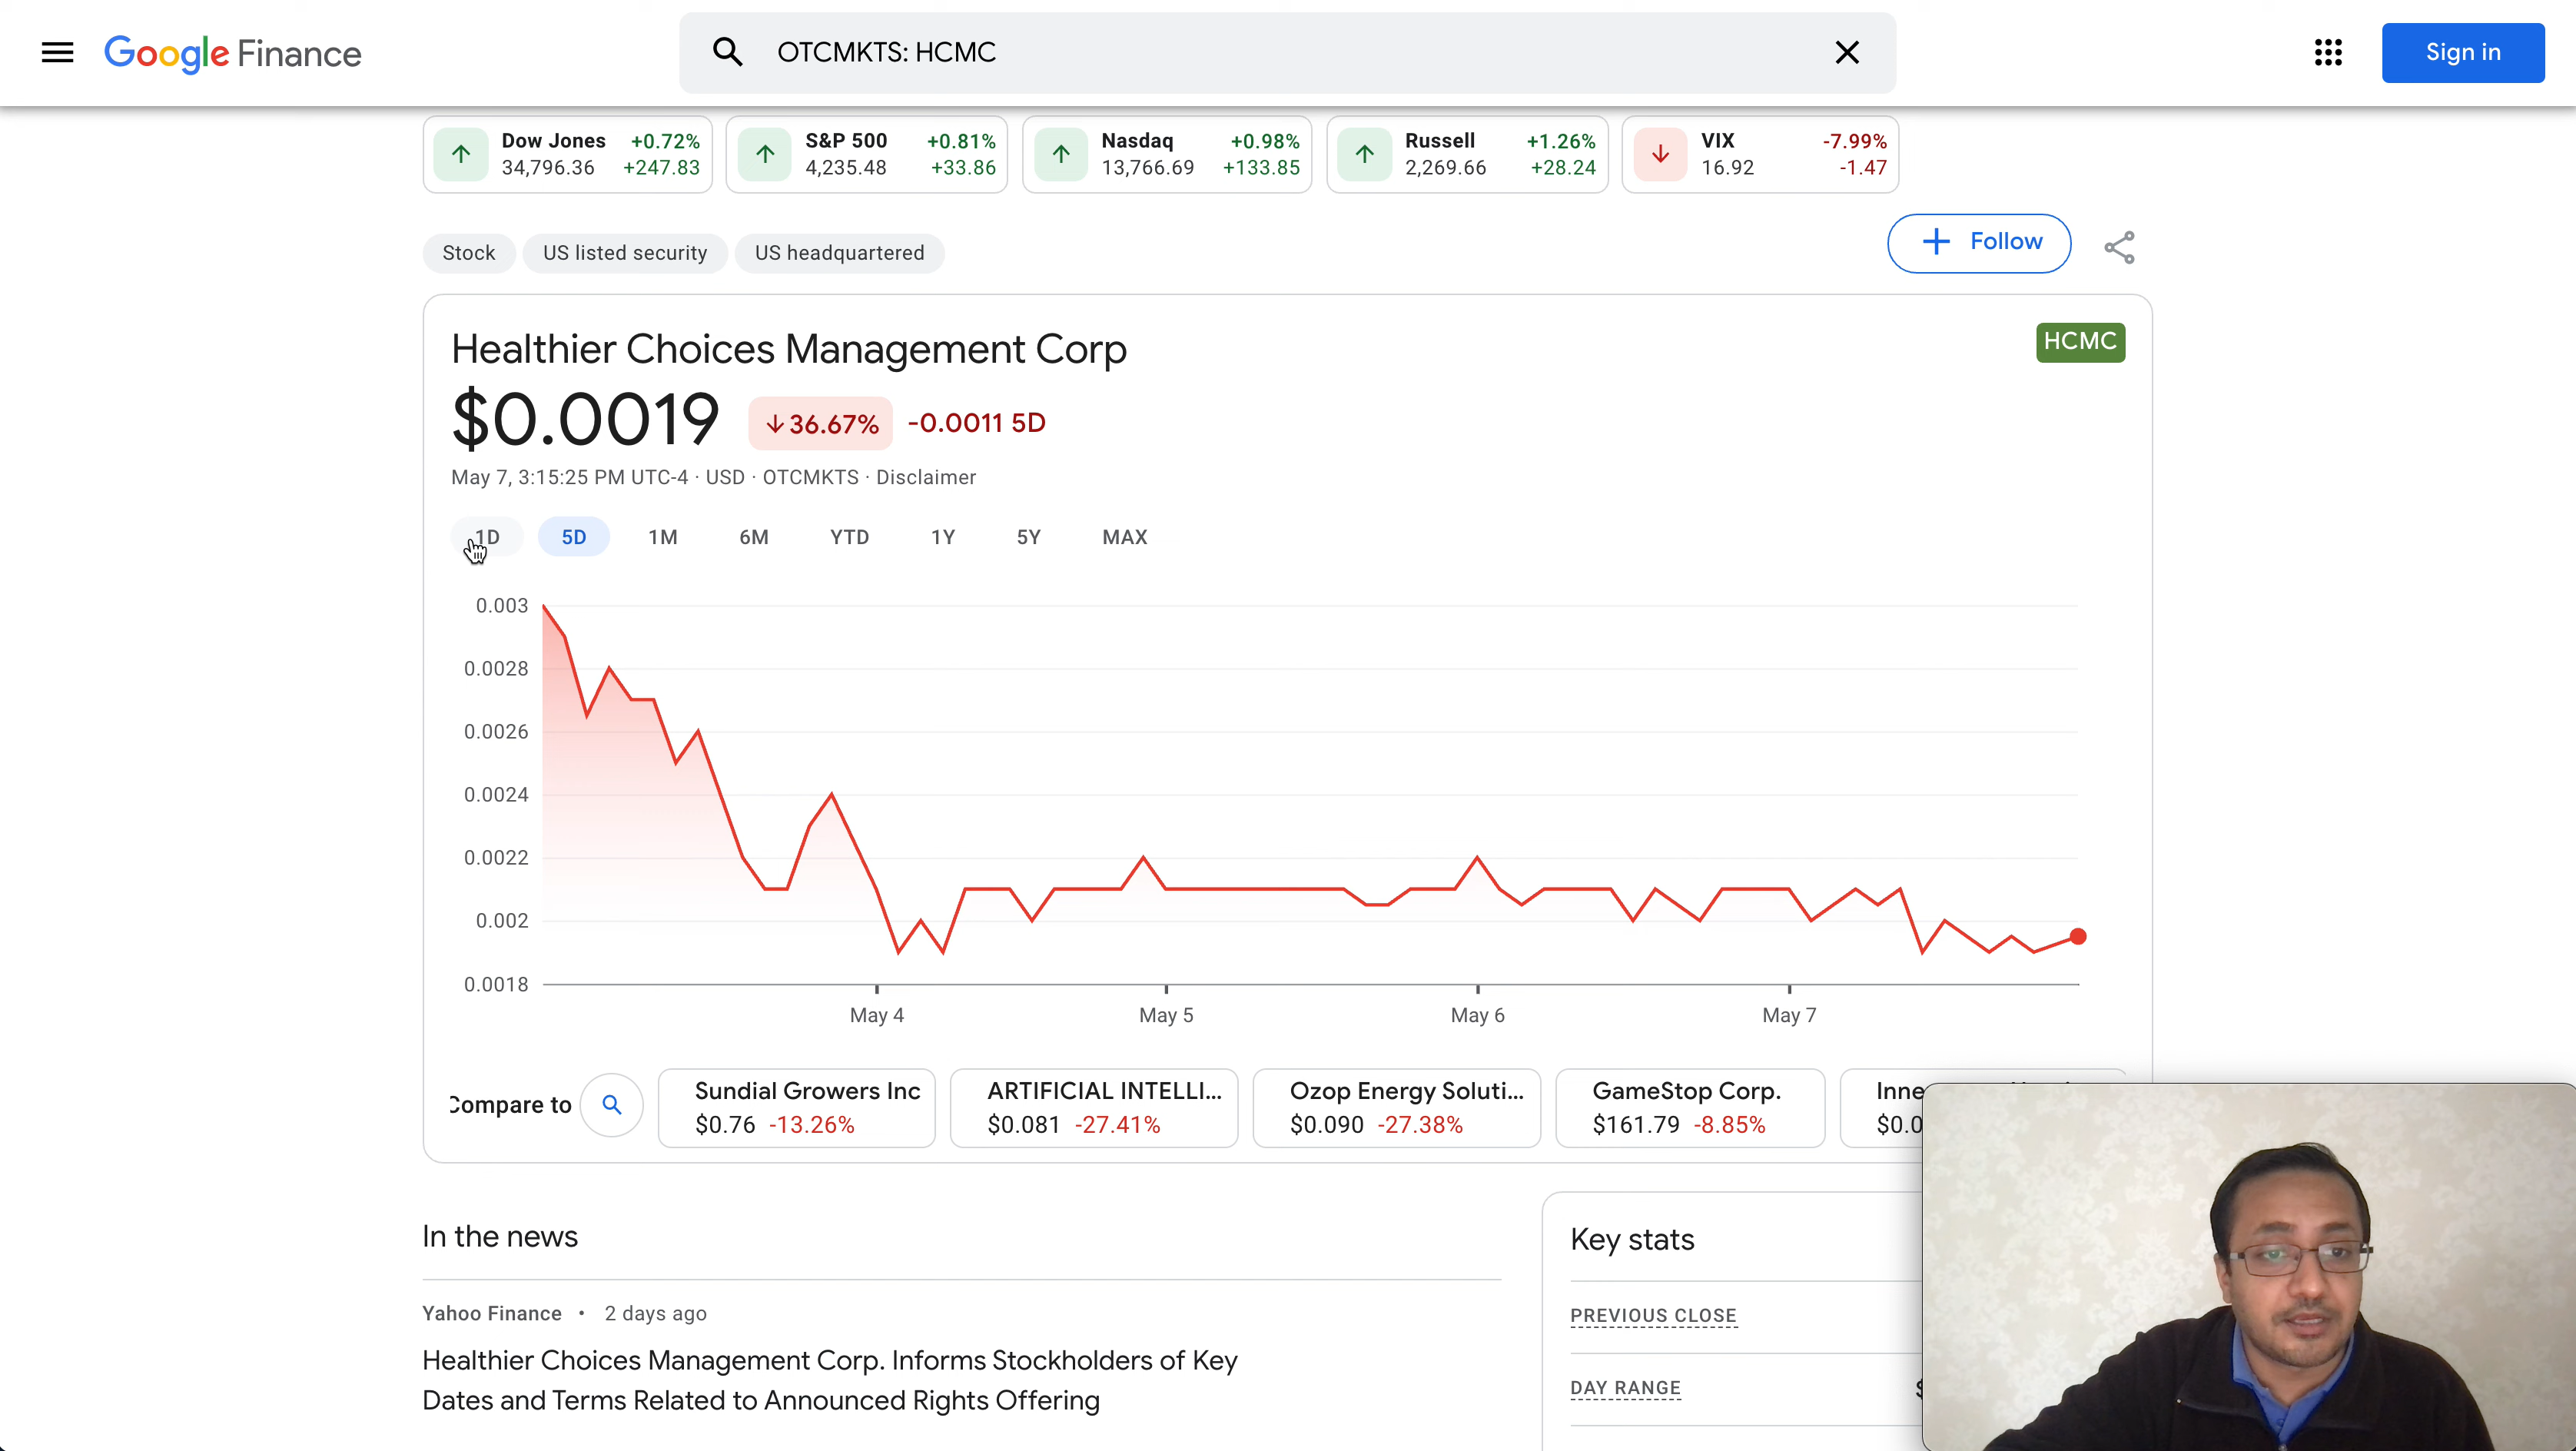 Google Finance
OTCMKTS: HCMC
Sign in
Dow Jones +0.72%
34,796.36 +247.83
S&P 500 +0.81%
4,235.48 +33.86
Nasdaq +0.98%
13,766.69 +133.85
Russell +1.26%
2,269.66 +28.24
VIX -7.99%
16.92 -1.47
Stock
US listed security
US headquartered
Follow
Healthier Choices Management Corp
HCMC
$0.0019 36.67% -0.0011 5D
May 7, 3:15:25 PM UTC-4 · USD · OTCMKTS · Disclaimer
1D 5D 1M 6M YTD 1Y 5Y MAX
0.003
0.0028
0.0026
0.0024
0.0022
0.002
0.0018
May 4 May 5 May 6 May 7
Compare to
Sundial Growers Inc
$0.76 -13.26%
ARTIFICIAL INTELLI...
$0.081 -27.41%
Ozop Energy Soluti...
$0.090 -27.38%
GameStop Corp.
$161.79 -8.85%
Inne
$0.0
In the news
Yahoo Finance • 2 days ago
Healthier Choices Management Corp. Informs Stockholders of Key
Dates and Terms Related to Announced Rights Offering
Key stats
PREVIOUS CLOSE
DAY RANGE